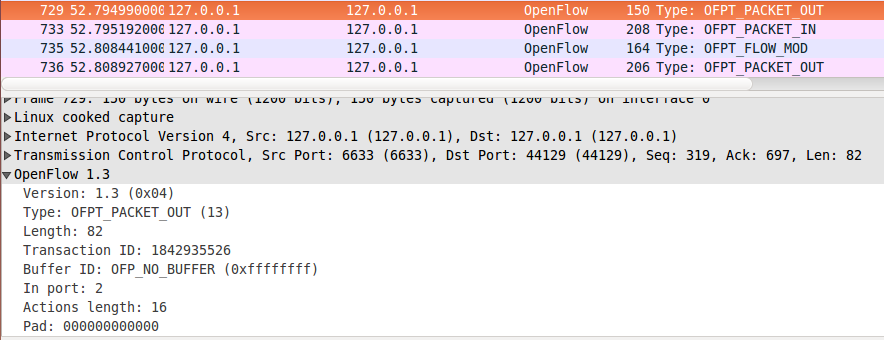 729 52.794990000 127.0.0.1 127.0.0.1 OpenFlow 150 Type: OFPT_PACKET_OUT
733 52.795192000 127.0.0.1 127.0.0.1 OpenFlow 208 Type: OFPT_PACKET_IN
735 52.808441000 127.0.0.1 127.0.0.1 OpenFlow 164 Type: OFPT_FLOW_MOD
736 52.808927000 127.0.0.1 127.0.0.1 OpenFlow 206 Type: OFPT_PACKET_OUT
Frame 729: 150 bytes on wire (1200 bits), 150 bytes captured (1200 bits) on interface 0
Linux cooked capture
Internet Protocol Version 4, Src: 127.0.0.1 (127.0.0.1), Dst: 127.0.0.1 (127.0.0.1)
Transmission Control Protocol, Src Port: 6633 (6633), Dst Port: 44129 (44129), Seq: 319, Ack: 697, Len: 82
OpenFlow 1.3
Version: 1.3 (0x04)
Type: OFPT_PACKET_OUT (13)
Length: 82
Transaction ID: 1842935526
Buffer ID: OFP_NO_BUFFER (0xffffffff)
In port: 2
Actions length: 16
Pad: 000000000000